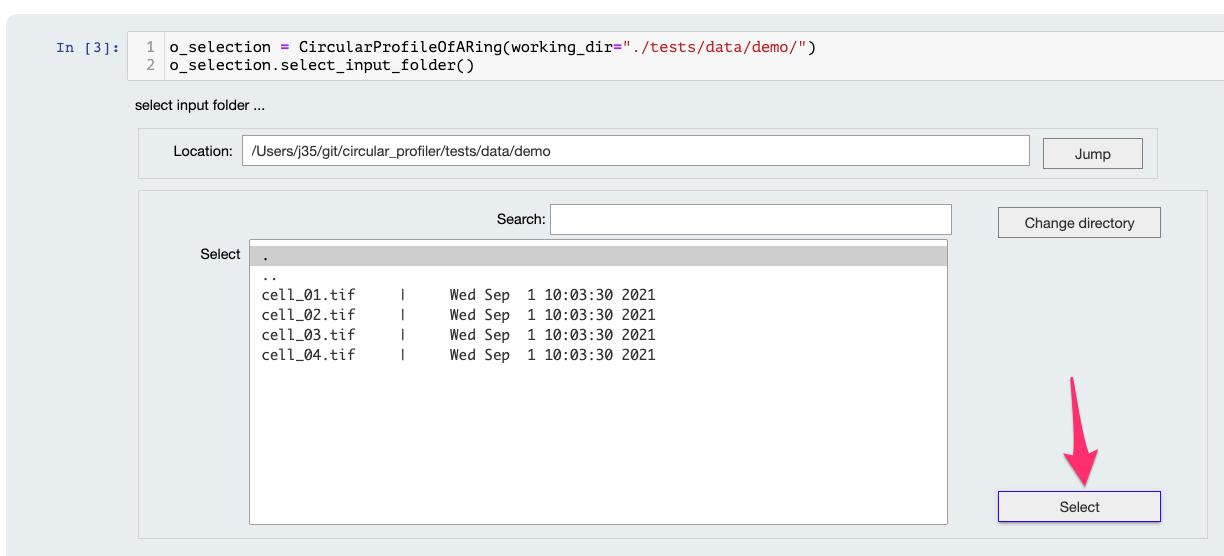 In [3]:
1 o_selection = CircularProfileOfARing(working_dir="./tests/data/demo/")
2 o_selection.select_input_folder()
select input folder ...
Location: /Users/j35/git/circular_profiler/tests/data/demo Jump
Search: Change directory
Select .
..
cell_01.tif | Wed Sep 1 10:03:30 2021
cell_02.tif | Wed Sep 1 10:03:30 2021
cell_03.tif | Wed Sep 1 10:03:30 2021
cell_04.tif | Wed Sep 1 10:03:30 2021
Select